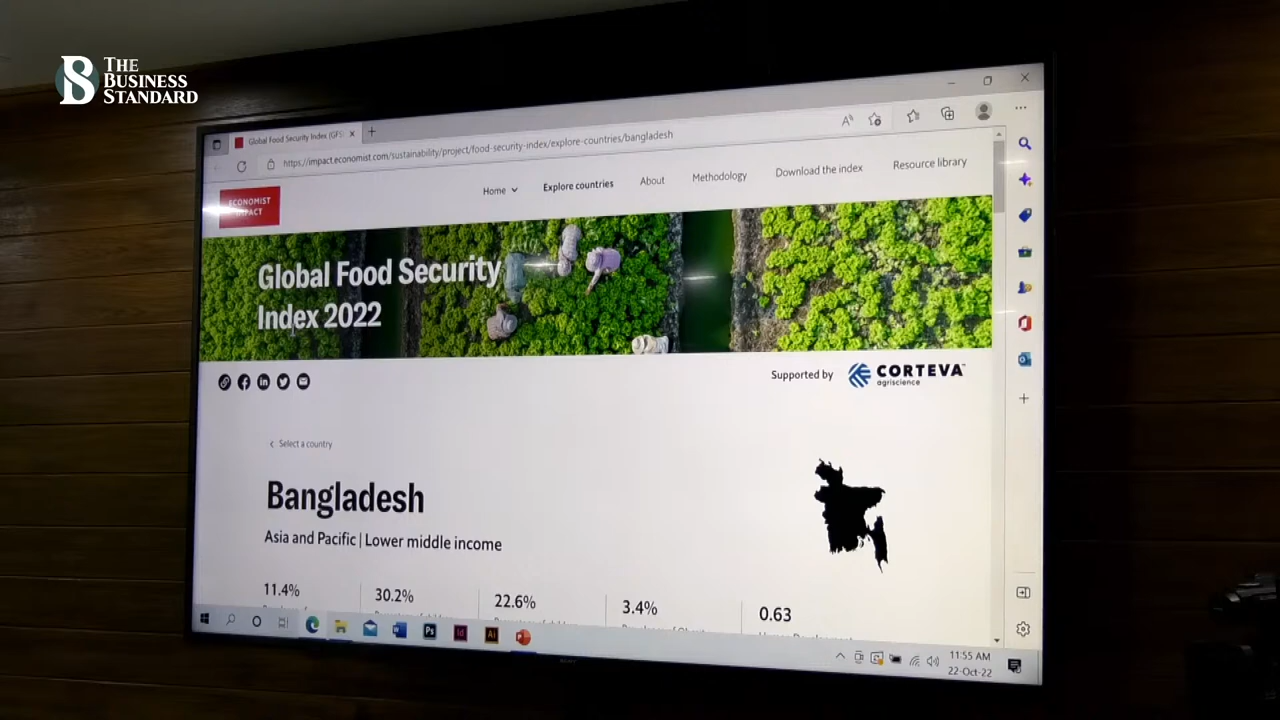 THE
BUSINESS
STANDARD
Global Food Security Index (GFS
https://impact.economist.com/sustainability/project/food-security-index/explore-countries/bangladesh
ECONOMIST
IMPACT
Home
Explore countries
About
Methodology
Download the index
Resource library
Global Food Security
Index 2022
Supported by
CORTEVA™
agriscience
Select a country
Bangladesh
Asia and Pacific | Lower middle income
11.4%
30.2%
22.6%
3.4%
0.63
11:55 AM
22-Oct-22